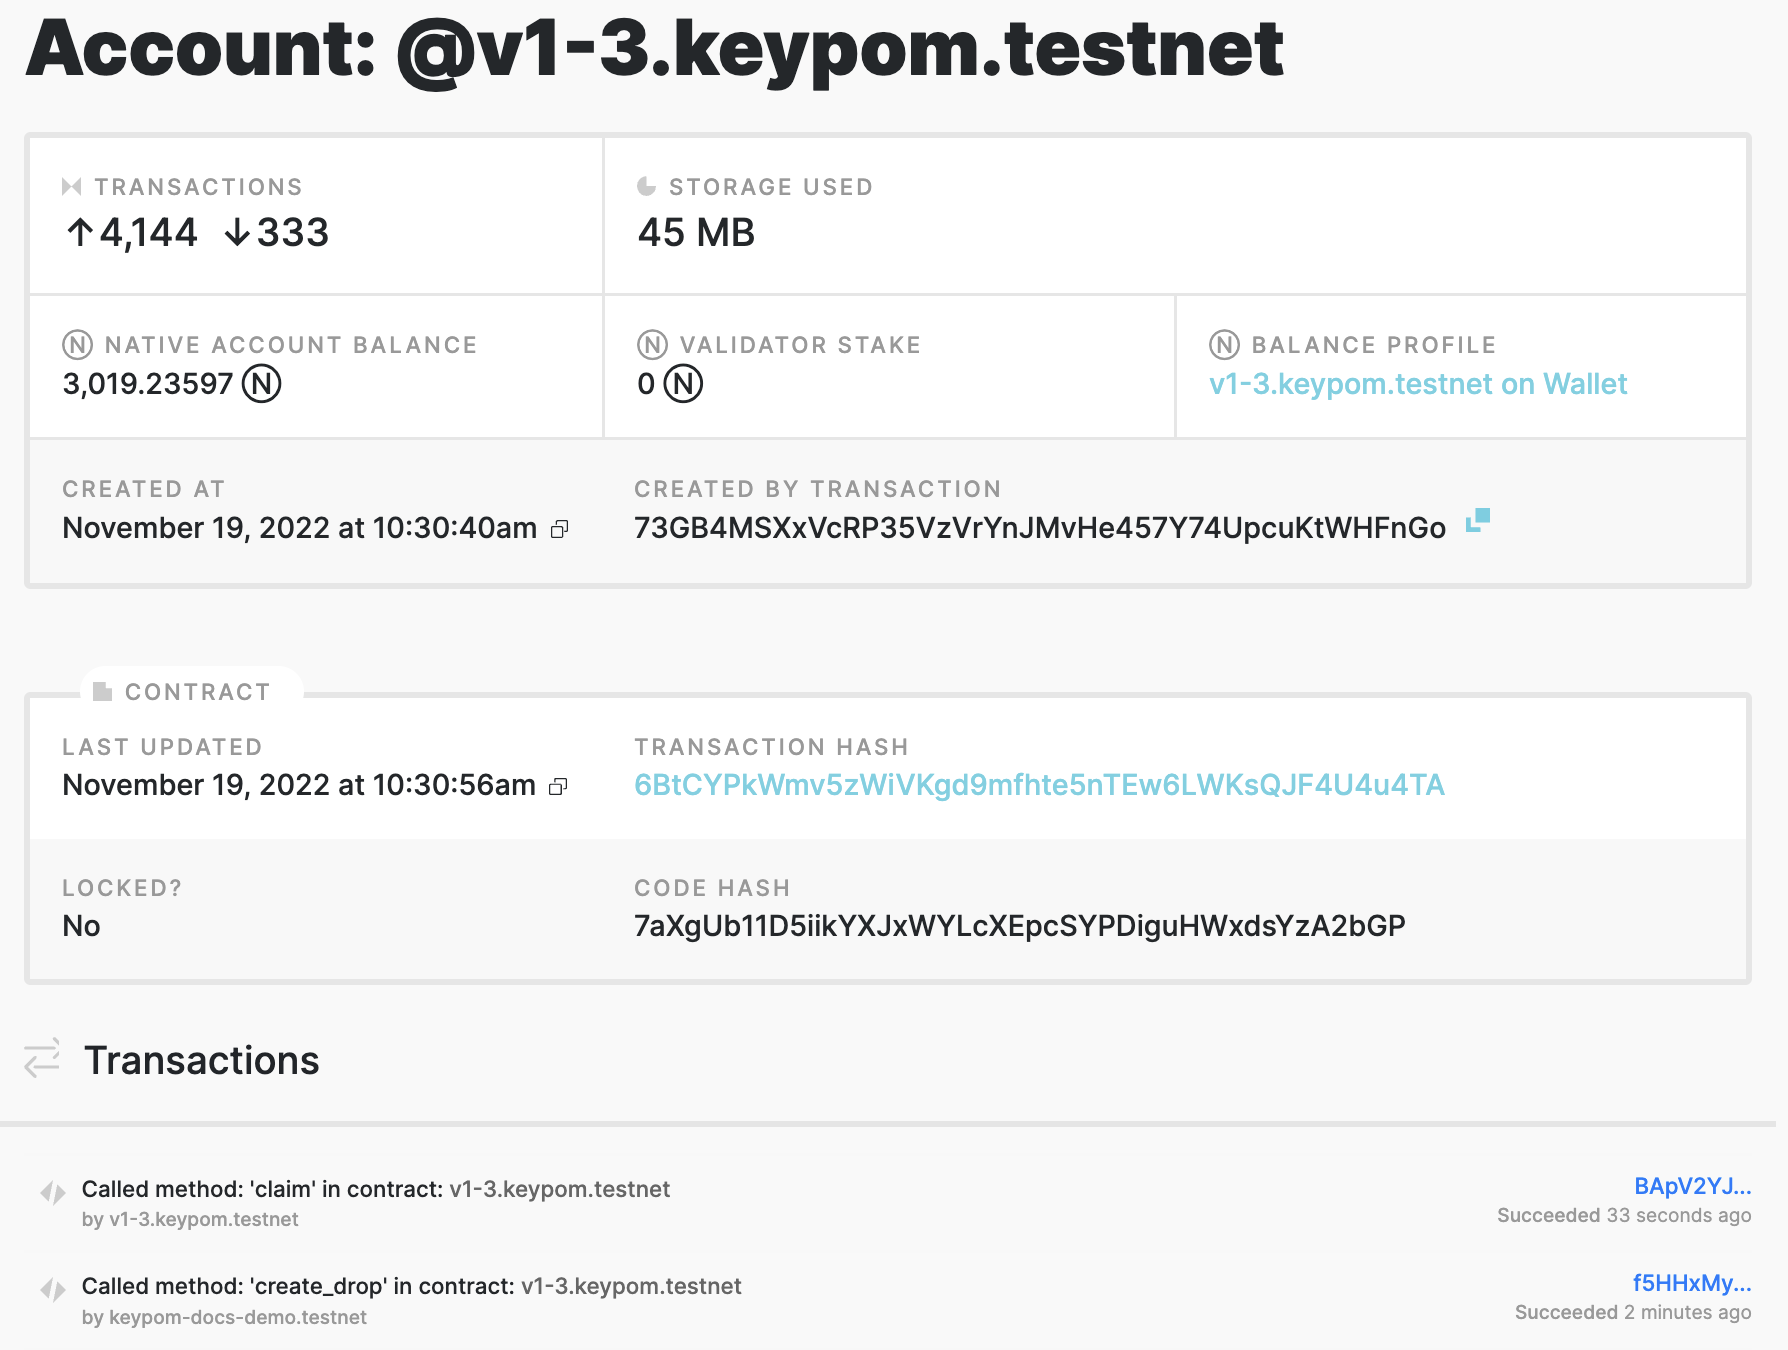 Account: @v1-3.keypom.testnet
TRANSACTIONS
↑4,144 ↓333
STORAGE USED
45 MB
NATIVE ACCOUNT BALANCE
3,019.23597 N
VALIDATOR STAKE
0 N
BALANCE PROFILE
v1-3.keypom.testnet on Wallet
CREATED AT
November 19, 2022 at 10:30:40am
CREATED BY TRANSACTION
73GB4MSXxVcRP35VzVrYnJMvHe457Y74UpcuKtWHFnGo
CONTRACT
LAST UPDATED
November 19, 2022 at 10:30:56am
TRANSACTION HASH
6BtCYPkWmv5zWiVKgd9mfhte5nTEw6LWKsQJF4U4u4TA
LOCKED?
No
CODE HASH
7aXgUb11D5iikYXJxWYLcXEpcSYPDiguHWxdsYzA2bGP
Transactions
Called method: 'claim' in contract: v1-3.keypom.testnet
by v1-3.keypom.testnet
BApV2YJ...
Succeeded 33 seconds ago
Called method: 'create_drop' in contract: v1-3.keypom.testnet
by keypom-docs-demo.testnet
f5HHxMy...
Succeeded 2 minutes ago